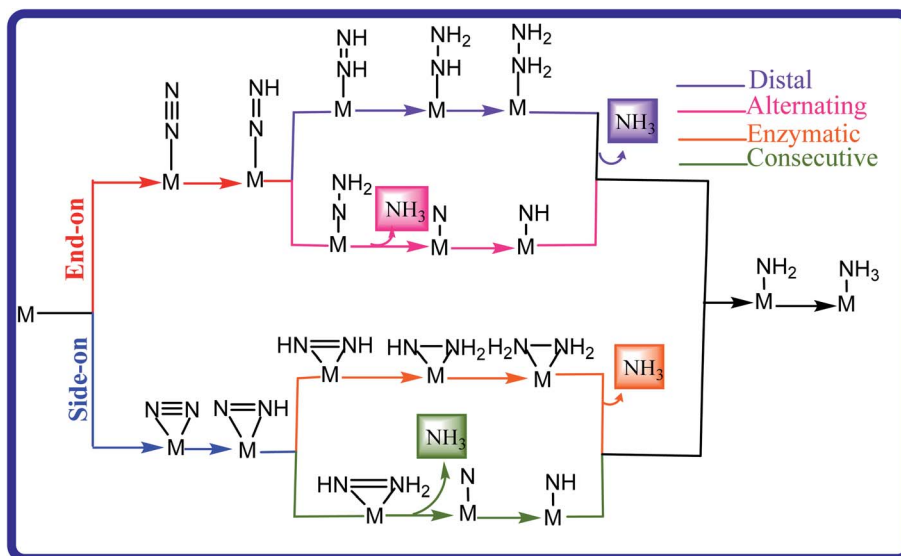 NH
N
NH
M
NH₂
N
NH
M
NH₂
N
NH₂
M
Distal
Alternating
Enzymatic
Consecutive
NH₃
N
N
M
NH
N
M
NH₂
N
M
NH₃
N
M
NH
M
End-on
M
NH₂
M
NH₃
M
Side-on
N≡N
M
N=NH
M
HN=NH
M
HN–NH₂
M
H₂N–NH₂
M
NH₃
NH₃
HN=NH₂
M
N
M
NH
M